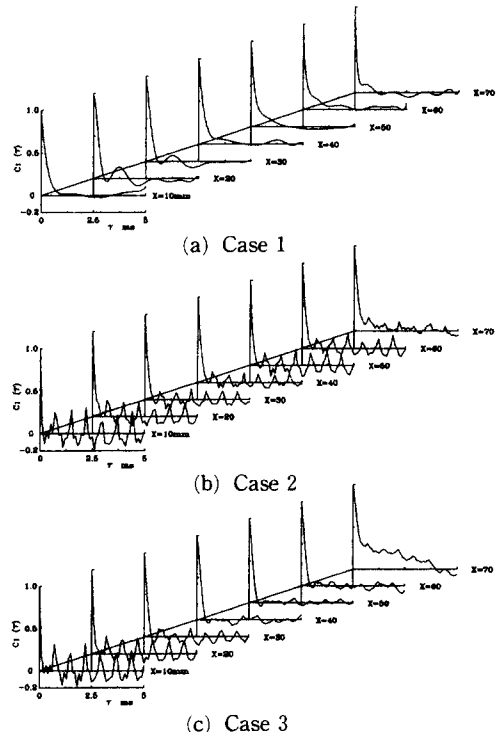 X=70
1.0
X=60
X=50
X=40
0.5
X=30
C_I (τ)
X=20
0
X=10mm
-0.2
0 2.5 5
τ ms
(a) Case 1
X=70
1.0
X=60
X=50
X=40
0.5
X=30
C_I (τ)
X=20
0
X=10mm
-0.2
0 2.5 5
τ ms
(b) Case 2
X=70
1.0
X=60
X=50
X=40
0.5
X=30
C_I (τ)
X=20
0
X=10mm
-0.2
0 2.5 5
τ ms
(c) Case 3